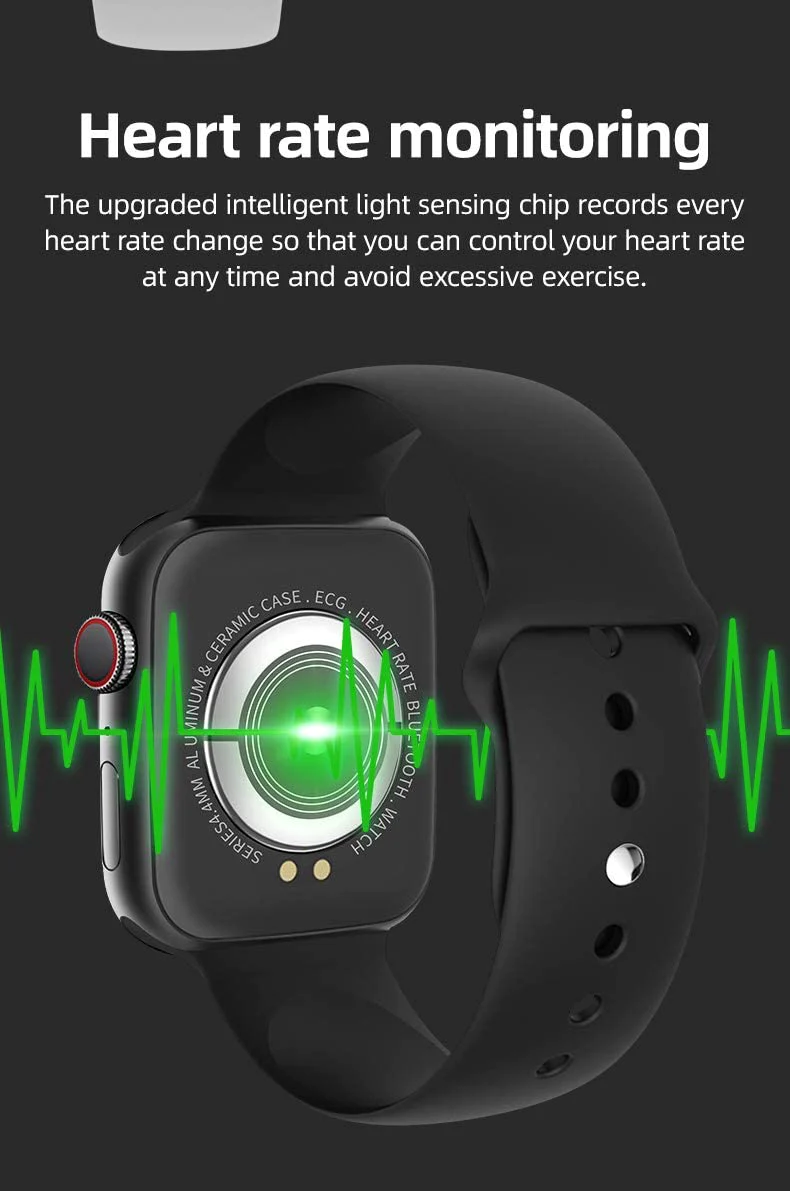 Heart rate monitoring
The upgraded intelligent light sensing chip records every
heart rate change so that you can control your heart rate
at any time and avoid excessive exercise.
SERIES4.4MM ALUMINUM & CERAMIC CASE . ECG . HEART RATE BLUETOOTH . WATCH